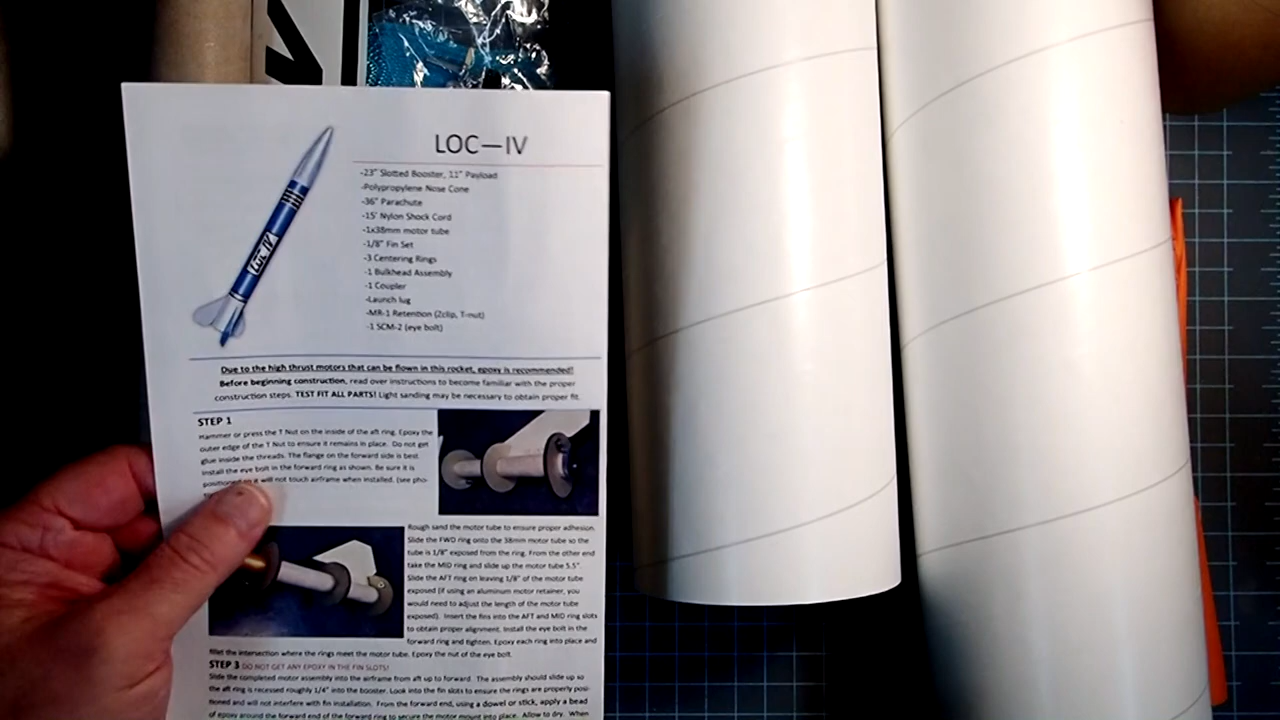 LOC—IV
-23" Slotted Booster, 11" Payload
-Polypropylene Nose Cone
-36" Parachute
-15' Nylon Shock Cord
-1x38mm motor tube
-1/8" Fin Set
-3 Centering Rings
-1 Bulkhead Assembly
-1 Coupler
-Launch lug
-MR-1 Retention (Zclip, T-nut)
-1 SCM-2 (eye bolt)
LOC IV
Due to the high thrust motors that can be flown in this rocket, epoxy is recommended!
Before beginning construction, read over instructions to become familiar with the proper
construction steps. TEST FIT ALL PARTS! Light sanding may be necessary to obtain proper fit.
STEP 1
Hammer or press the T Nut on the inside of the aft ring. Epoxy the
outer edge of the T Nut to ensure it remains in place. Do not get
glue inside the threads. The flange on the forward side is best.
Install the eye bolt in the forward ring as shown. Be sure it is
positioned so it will not touch airframe when installed. (see pho-
Rough sand the motor tube to ensure proper adhesion.
Slide the FWD ring onto the 38mm motor tube so the
tube is 1/8" exposed from the ring. From the other end
take the MID ring and slide up the motor tube 5.5".
Slide the AFT ring on leaving 1/8" of the motor tube
exposed (if using an aluminum motor retainer, you
would need to adjust the length of the motor tube
exposed). Insert the fins into the AFT and MID ring slots
to obtain proper alignment. Install the eye bolt in the
forward ring and tighten. Epoxy each ring into place and
fillet the intersection where the rings meet the motor tube. Epoxy the nut of the eye bolt.
STEP 3 DO NOT GET ANY EPOXY IN THE FIN SLOTS!
Slide the completed motor assembly into the airframe from aft up to forward. The assembly should slide up so
the aft ring is recessed roughly 1/4" into the booster. Look into the fin slots to ensure the rings are properly posi-
tioned and will not interfere with fin installation. From the forward end, using a dowel or stick, apply a bead
of epoxy around the forward end of the forward ring to secure the motor mount into place. Allow to dry. When